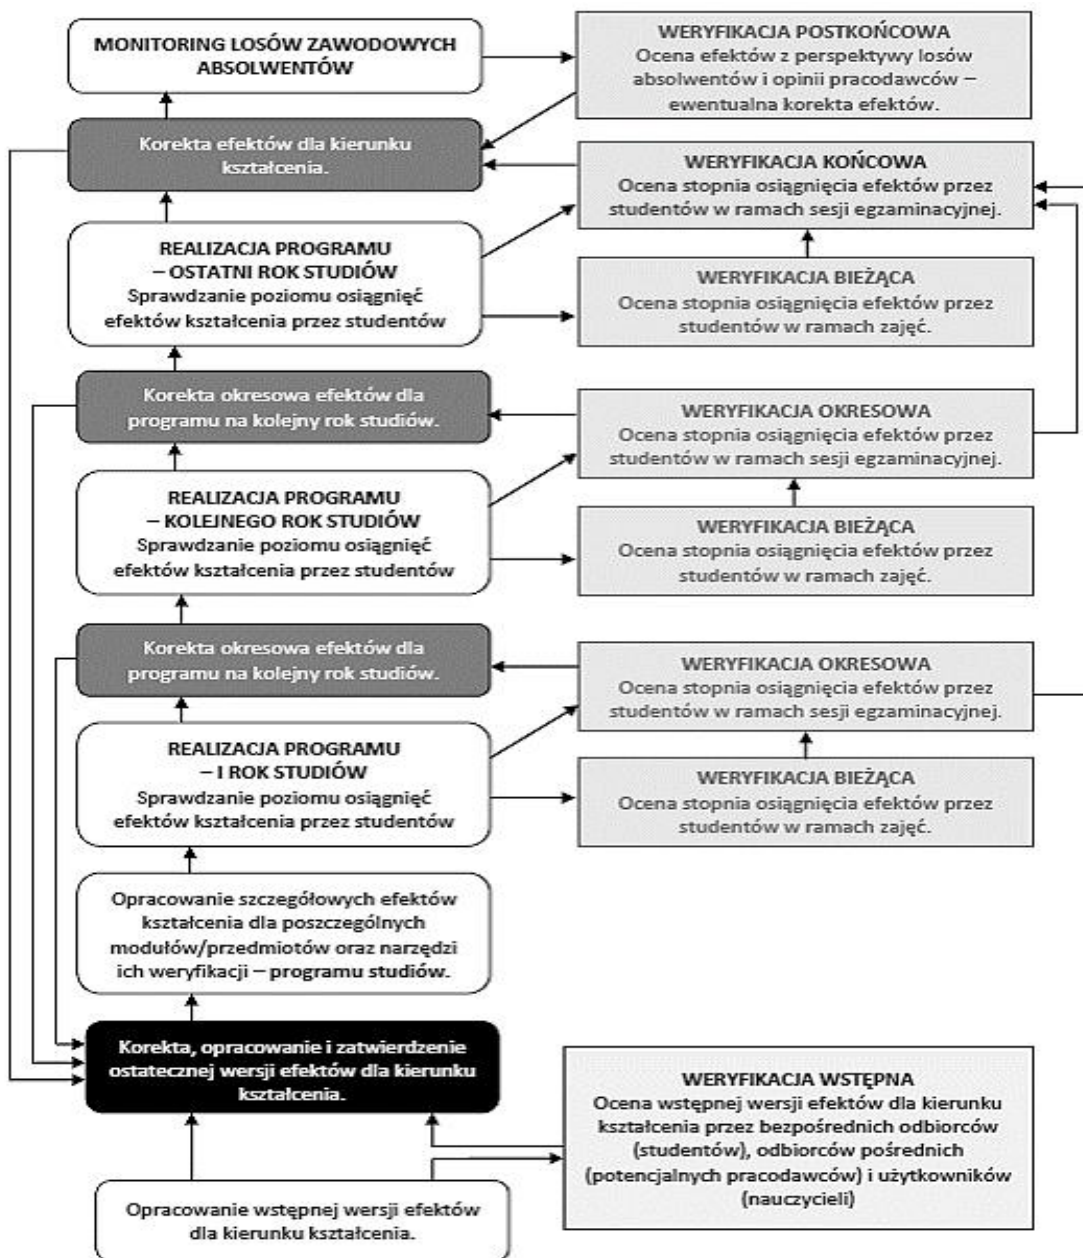 MONITORING LOSÓW ZAWODOWYCH
ABSOLWENTÓW
WERYFIKACJA POSTKOŃCOWA
Ocena efektów z perspektywy losów
absolwentów i opinii pracodawców –
ewentualna korekta efektów.
Korekta efektów dla kierunku
kształcenia.
WERYFIKACJA KOŃCOWA
Ocena stopnia osiągnięcia efektów przez
studentów w ramach sesji egzaminacyjnej.
REALIZACJA PROGRAMU
– OSTATNI ROK STUDIÓW
Sprawdzanie poziomu osiągnięć
efektów kształcenia przez studentów
WERYFIKACJA BIEŻĄCA
Ocena stopnia osiągnięcia efektów przez
studentów w ramach zajęć.
Korekta okresowa efektów dla
programu na kolejny rok studiów.
WERYFIKACJA OKRESOWA
Ocena stopnia osiągnięcia efektów przez
studentów w ramach sesji egzaminacyjnej.
REALIZACJA PROGRAMU
– KOLEJNEGO ROK STUDIÓW
Sprawdzanie poziomu osiągnięć
efektów kształcenia przez studentów
WERYFIKACJA BIEŻĄCA
Ocena stopnia osiągnięcia efektów przez
studentów w ramach zajęć.
Korekta okresowa efektów dla
programu na kolejny rok studiów.
WERYFIKACJA OKRESOWA
Ocena stopnia osiągnięcia efektów przez
studentów w ramach sesji egzaminacyjnej.
REALIZACJA PROGRAMU
– I ROK STUDIÓW
Sprawdzanie poziomu osiągnięć
efektów kształcenia przez studentów
WERYFIKACJA BIEŻĄCA
Ocena stopnia osiągnięcia efektów przez
studentów w ramach zajęć.
Opracowanie szczegółowych efektów
kształcenia dla poszczególnych
modułów/przedmiotów oraz narzędzi
ich weryfikacji – programu studiów.
Korekta, opracowanie i zatwierdzenie
ostatecznej wersji efektów dla kierunku
kształcenia.
WERYFIKACJA WSTĘPNA
Ocena wstępnej wersji efektów dla kierunku
kształcenia przez bezpośrednich odbiorców
(studentów), odbiorców pośrednich
(potencjalnych pracodawców) i użytkowników
(nauczycieli)
Opracowanie wstępnej wersji efektów
dla kierunku kształcenia.